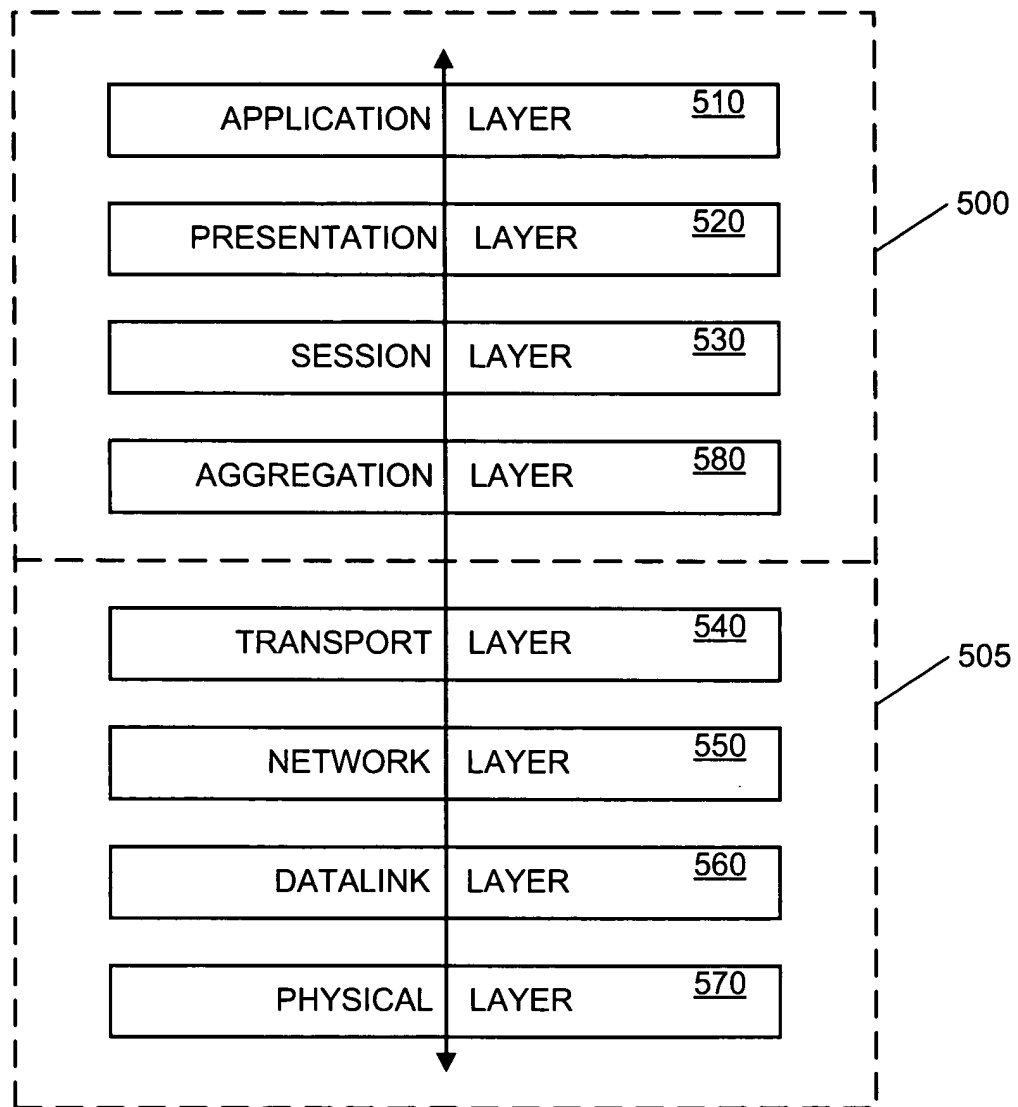 APPLICATION LAYER 510
PRESENTATION LAYER 520
500
SESSION LAYER 530
AGGREGATION LAYER 580
TRANSPORT LAYER 540
505
NETWORK LAYER 550
DATALINK LAYER 560
PHYSICAL LAYER 570